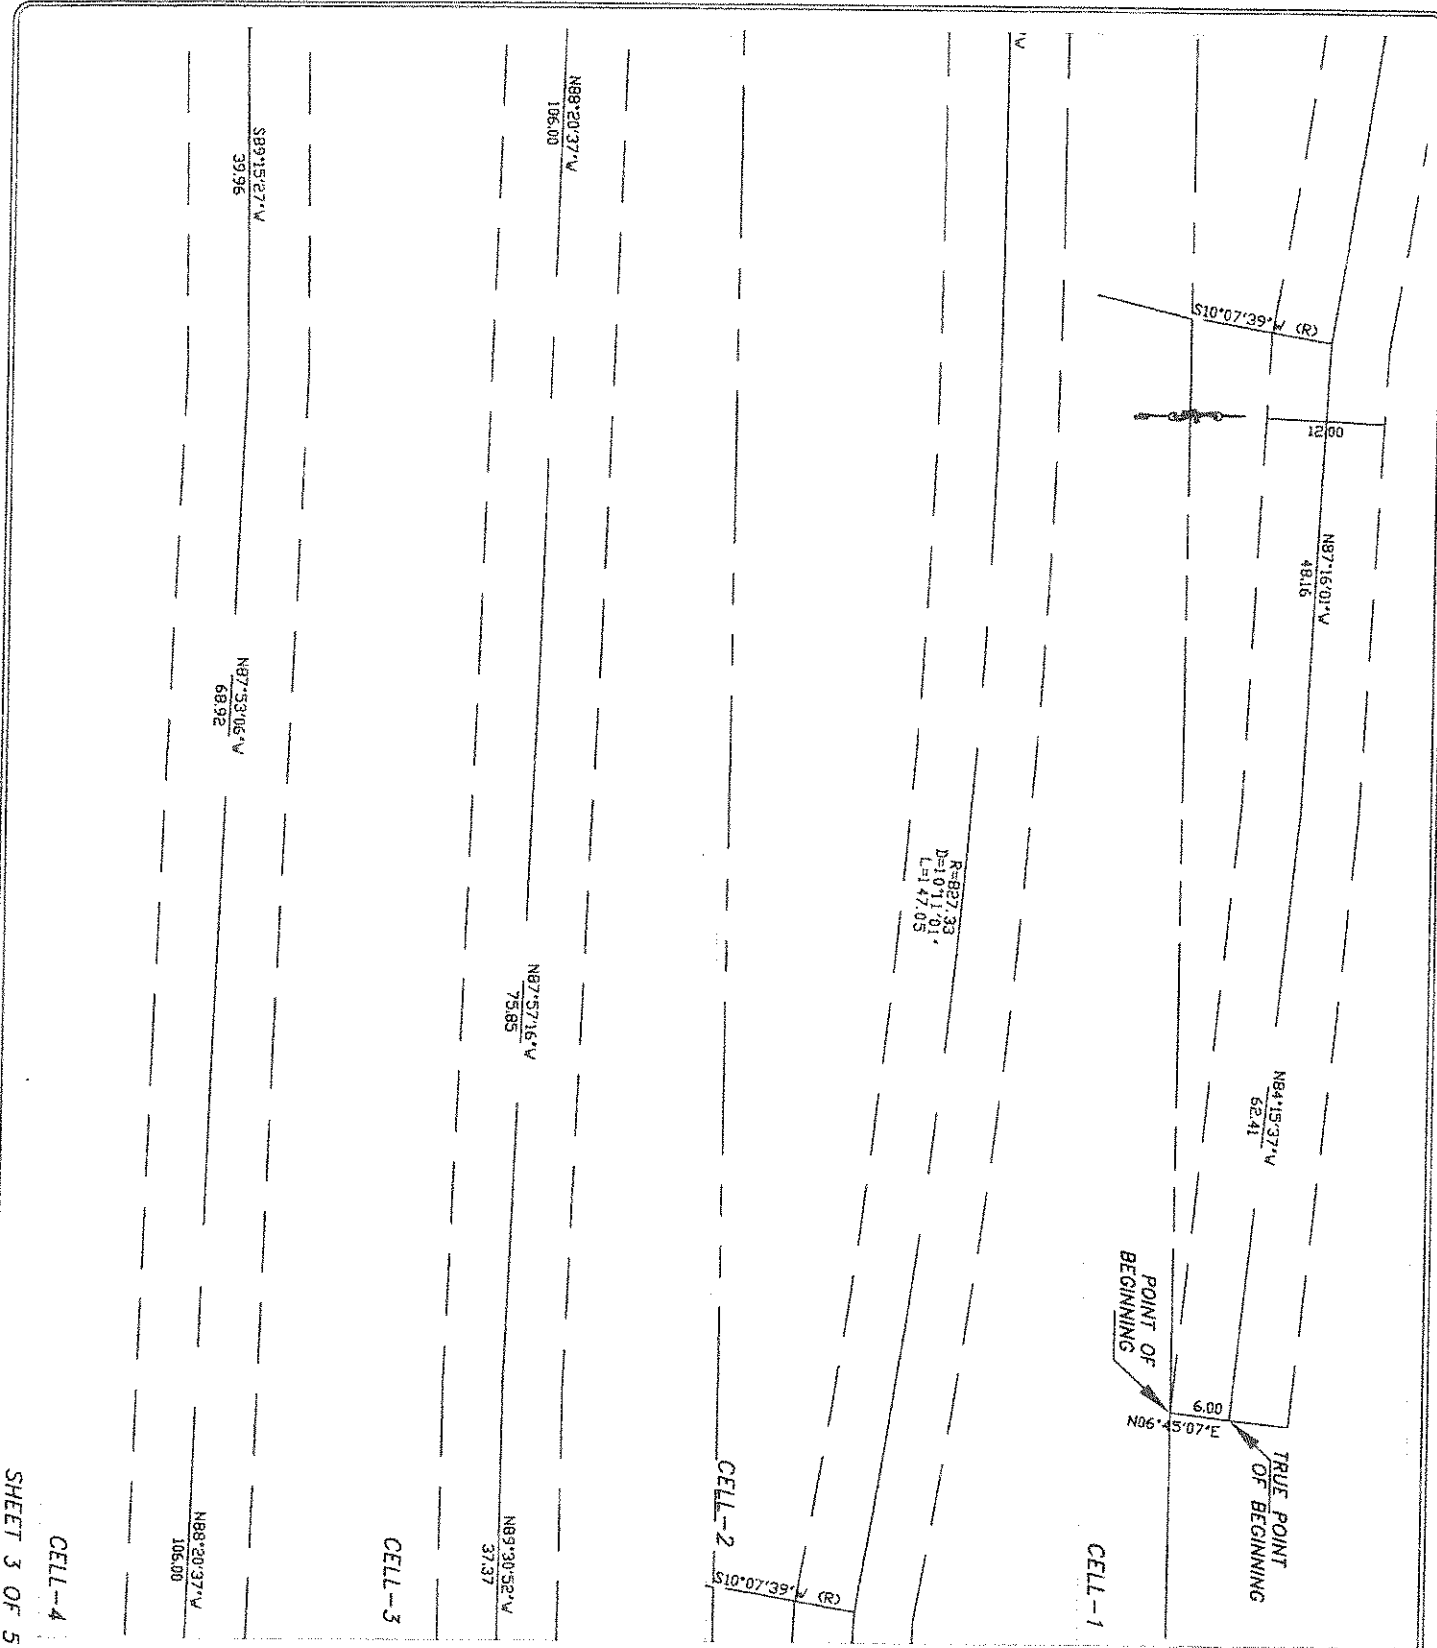 S10°07'39"W (R)
12.00
N87°16'01"W
48.16
N84°15'37"W
62.41
POINT OF
BEGINNING
6.00
N06°45'07"E
TRUE POINT
OF BEGINNING
CELL-1
W
R=827.33
D=10°11'01"
L=147.05
S10°07'39"W (R)
CELL-2
N88°20'37"W
106.00
N87°57'16"W
75.85
N89°30'52"W
37.37
CELL-3
S89°15'27"W
39.96
N87°53'06"W
68.92
N88°20'37"W
106.00
CELL-4
SHEET 3 OF 5